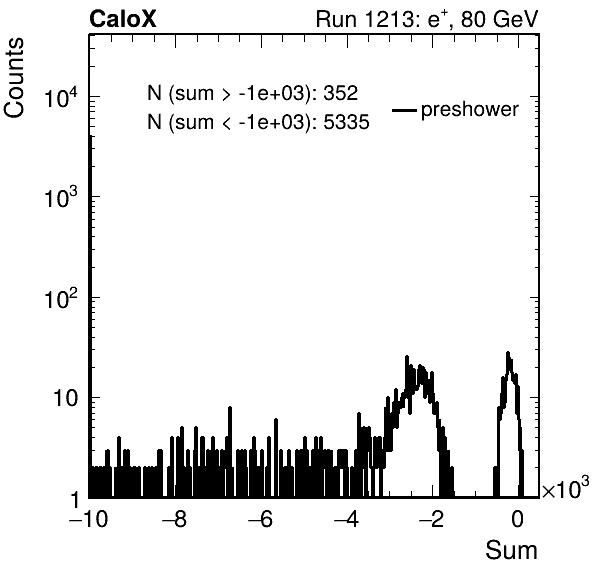 CaloX Run 1213: e⁺, 80 GeV
Counts
N (sum > -1e+03): 352
N (sum < -1e+03): 5335
preshower
10⁴
10³
10²
10
1
−10 −8 −6 −4 −2 0
×10³
Sum